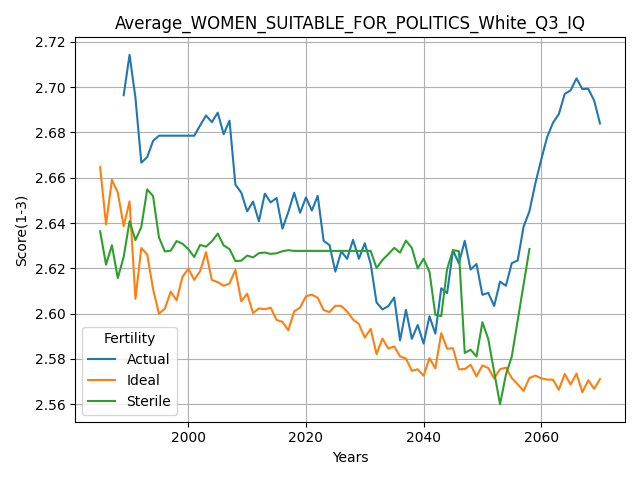 Average_WOMEN_SUITABLE_FOR_POLITICS_White_Q3_IQ
2.72
2.70
2.68
2.66
2.64
2.62
2.60
2.58
2.56
Score(1-3)
Fertility
Actual
Ideal
Sterile
2000 2020 2040 2060
Years